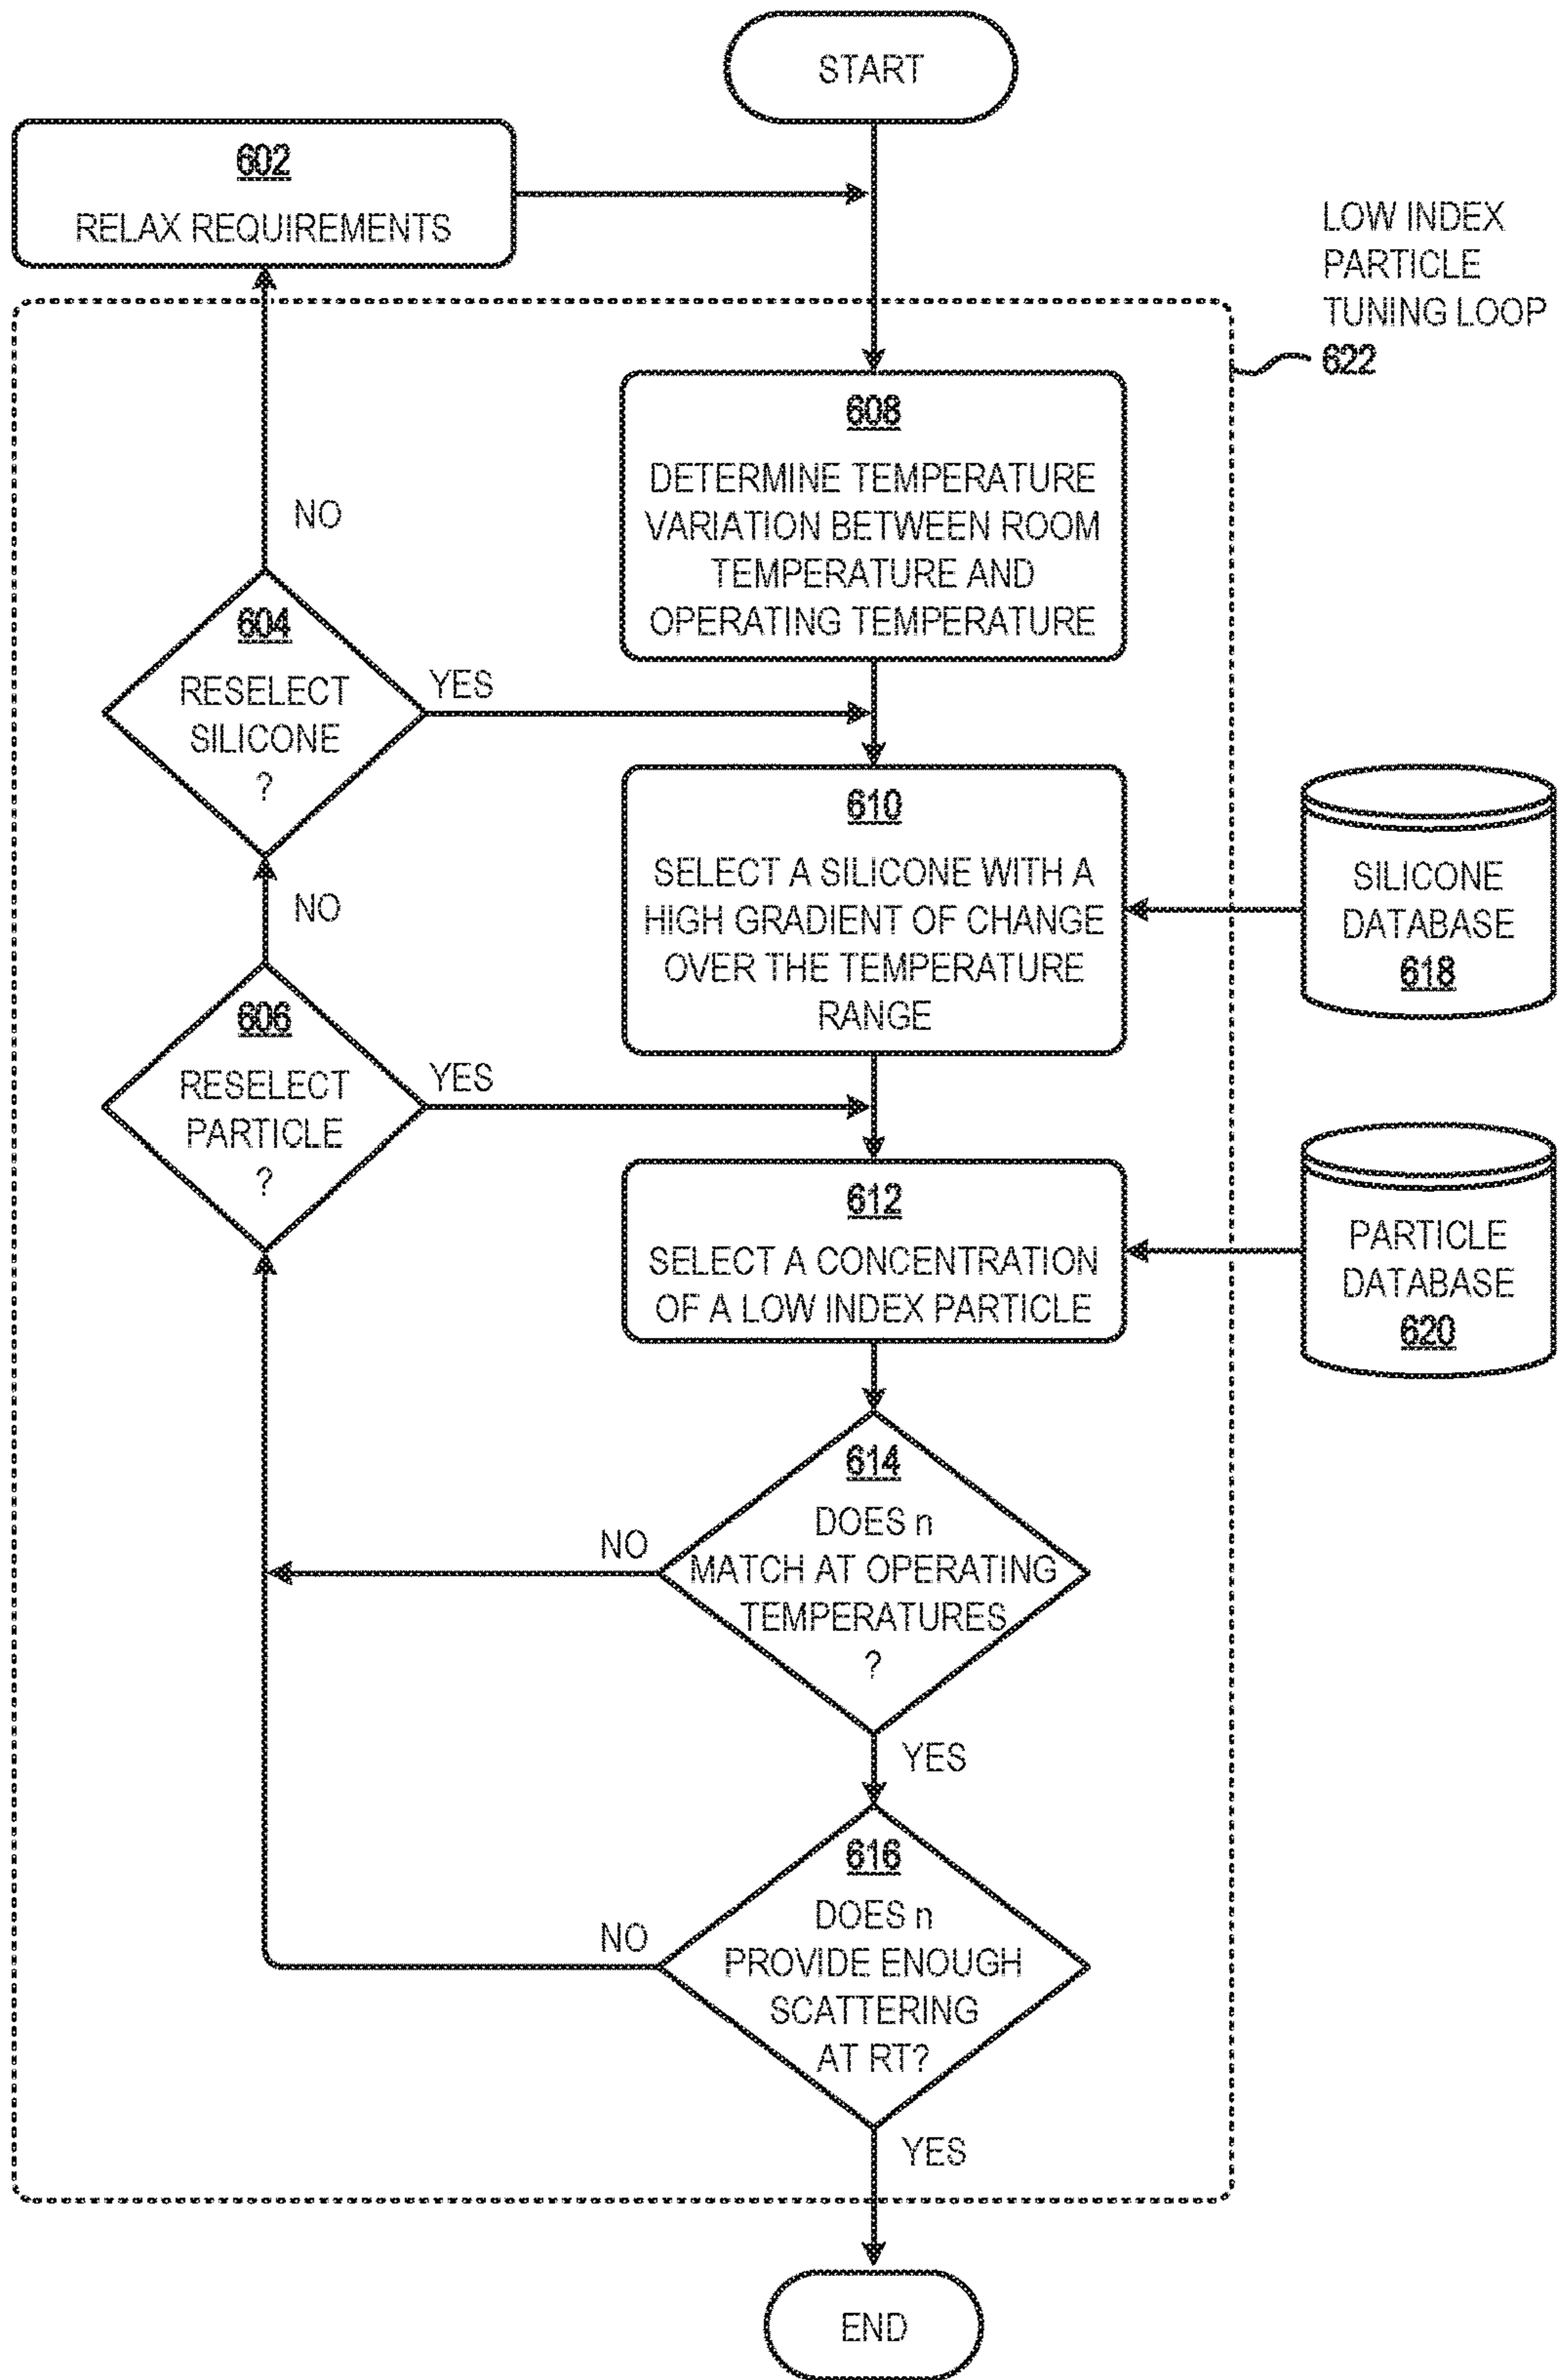 START
602
RELAX REQUIREMENTS
LOW INDEX
PARTICLE
TUNING LOOP
622
608
DETERMINE TEMPERATURE
VARIATION BETWEEN ROOM
TEMPERATURE AND
OPERATING TEMPERATURE
NO
604
RESELECT
SILICONE
?
YES
610
SELECT A SILICONE WITH A
HIGH GRADIENT OF CHANGE
OVER THE TEMPERATURE
RANGE
SILICONE
DATABASE
618
NO
606
RESELECT
PARTICLE
?
YES
612
SELECT A CONCENTRATION
OF A LOW INDEX PARTICLE
PARTICLE
DATABASE
620
614
DOES n
MATCH AT OPERATING
TEMPERATURES
?
NO
YES
616
DOES n
PROVIDE ENOUGH
SCATTERING
AT RT?
NO
YES
END